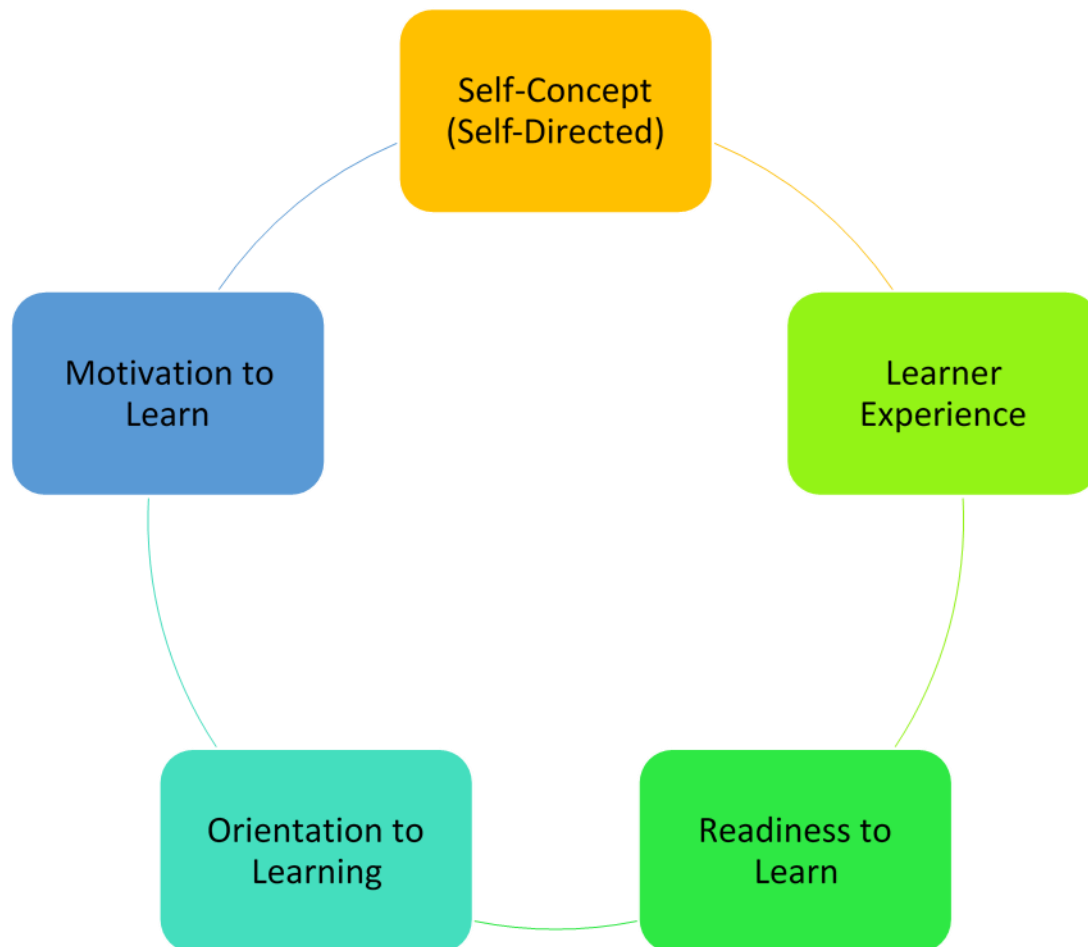 Self-Concept
(Self-Directed)
Learner
Experience
Readiness to
Learn
Orientation to
Learning
Motivation to
Learn